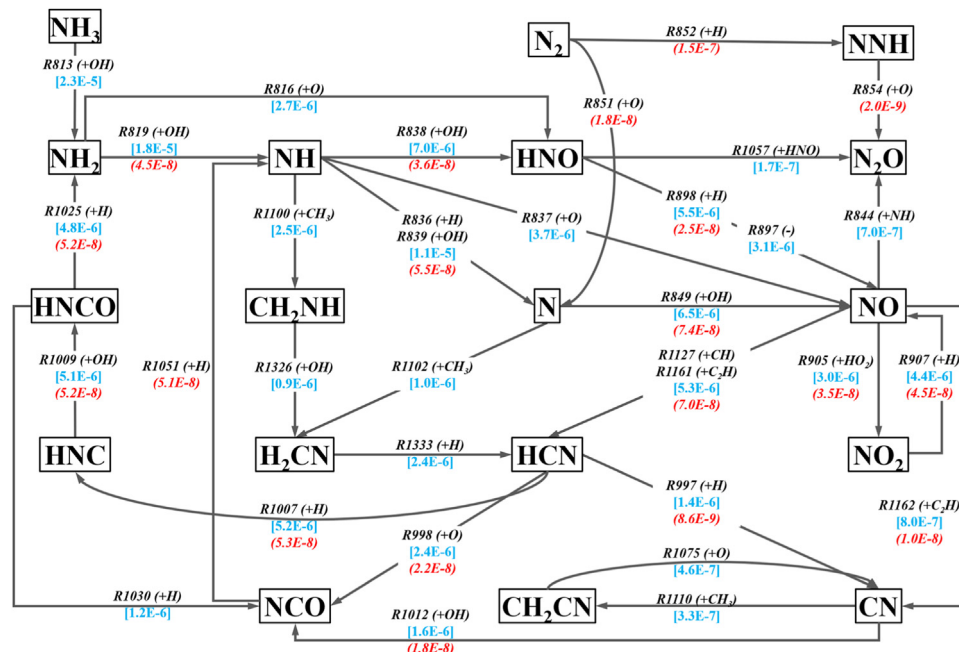 NH₃
R813 (+OH)
[2.3E-5]
N₂
R852 (+H)
(1.5E-7)
NNH
R816 (+O)
[2.7E-6]
R851 (+O)
(1.8E-8)
R854 (+O)
(2.0E-9)
NH₂
R819 (+OH)
[1.8E-5]
(4.5E-8)
NH
R838 (+OH)
[7.0E-6]
(3.6E-8)
HNO
R1057 (+HNO)
[1.7E-7]
N₂O
R1025 (+H)
[4.8E-6]
(5.2E-8)
R1100 (+CH₃)
[2.5E-6]
R836 (+H)
R839 (+OH)
[1.1E-5]
(5.5E-8)
R837 (+O)
[3.7E-6]
R898 (+H)
[5.5E-6]
(2.5E-8)
R897 (-)
[3.1E-6]
R844 (+NH)
[7.0E-7]
HNCO
CH₂NH
N
R849 (+OH)
[6.5E-6]
(7.4E-8)
NO
R1009 (+OH)
[5.1E-6]
(5.2E-8)
R1051 (+H)
(5.1E-8)
R1326 (+OH)
[0.9E-6]
R1102 (+CH₃)
[1.0E-6]
R1127 (+CH)
R1161 (+C₂H)
[5.3E-6]
(7.0E-8)
R905 (+HO₂)
[3.0E-6]
(3.5E-8)
R907 (+H)
[4.4E-6]
(4.5E-8)
HNC
H₂CN
R1333 (+H)
[2.4E-6]
HCN
NO₂
R1007 (+H)
[5.2E-6]
(5.3E-8)
R998 (+O)
[2.4E-6]
(2.2E-8)
R997 (+H)
[1.4E-6]
(8.6E-9)
R1162 (+C₂H)
[8.0E-7]
(1.0E-8)
R1030 (+H)
[1.2E-6]
NCO
R1012 (+OH)
[1.6E-6]
(1.8E-8)
CH₂CN
R1075 (+O)
[4.6E-7]
R1110 (+CH₃)
[3.3E-7]
CN